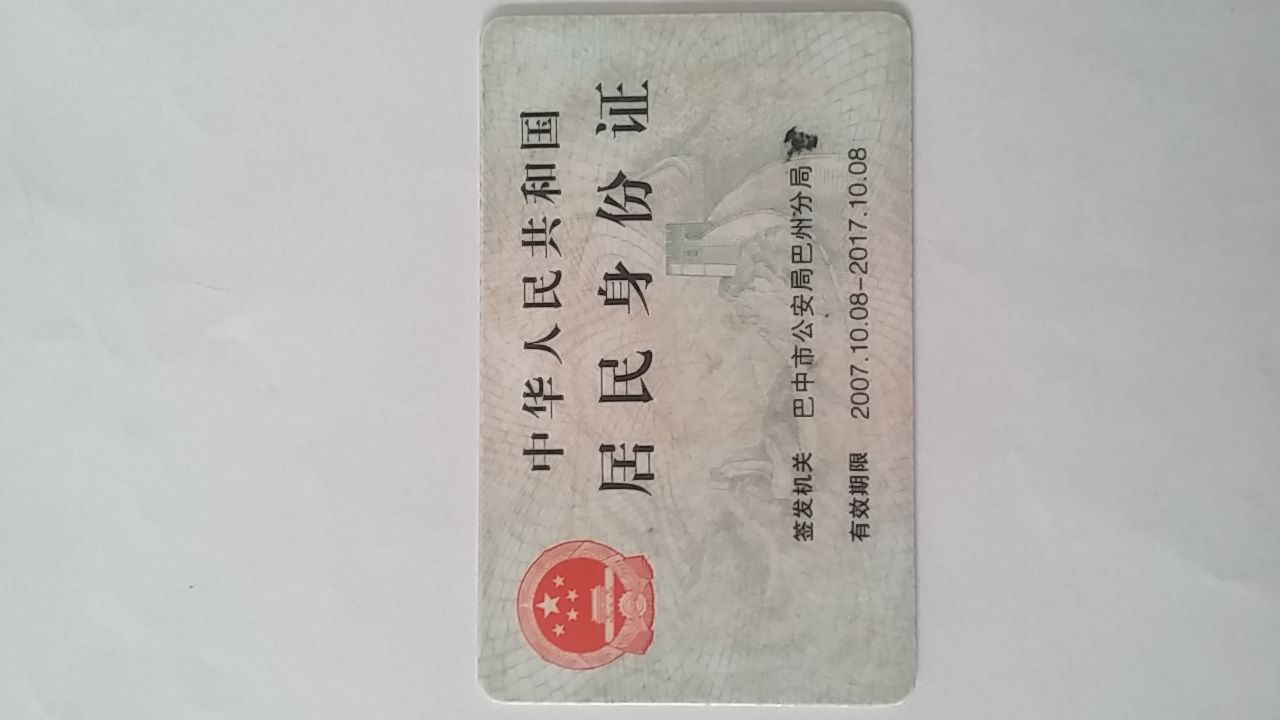 中华人民共和国
居民身份证
签发机关 巴中市公安局巴州分局
有效期限 2007.10.08-2017.10.08